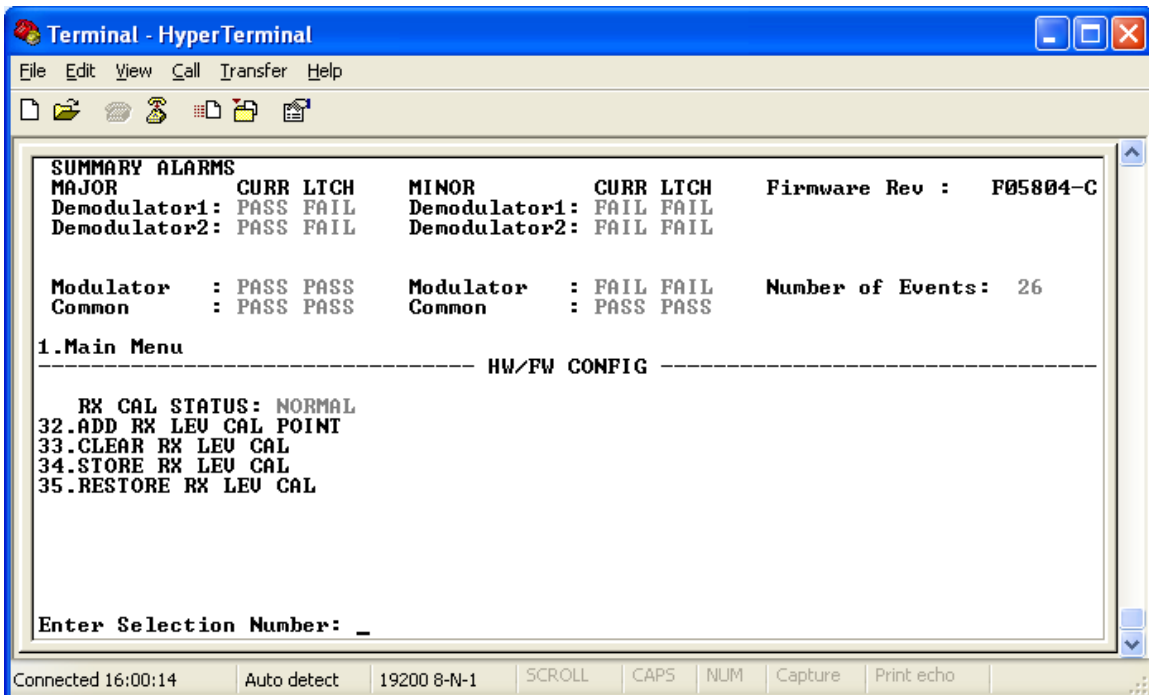 Terminal - HyperTerminal
File Edit View Call Transfer Help
SUMMARY ALARMS
MAJOR CURR LTCH MINOR CURR LTCH Firmware Rev : F05804-C
Demodulator1: PASS FAIL Demodulator1: FAIL FAIL
Demodulator2: PASS FAIL Demodulator2: FAIL FAIL
Modulator : PASS PASS Modulator : FAIL FAIL Number of Events: 26
Common : PASS PASS Common : PASS PASS
1.Main Menu
--------------------------------- HW/FW CONFIG ---------------------------------
RX CAL STATUS: NORMAL
32.ADD RX LEV CAL POINT
33.CLEAR RX LEV CAL
34.STORE RX LEV CAL
35.RESTORE RX LEV CAL
Enter Selection Number: _
Connected 16:00:14 Auto detect 19200 8-N-1 SCROLL CAPS NUM Capture Print echo